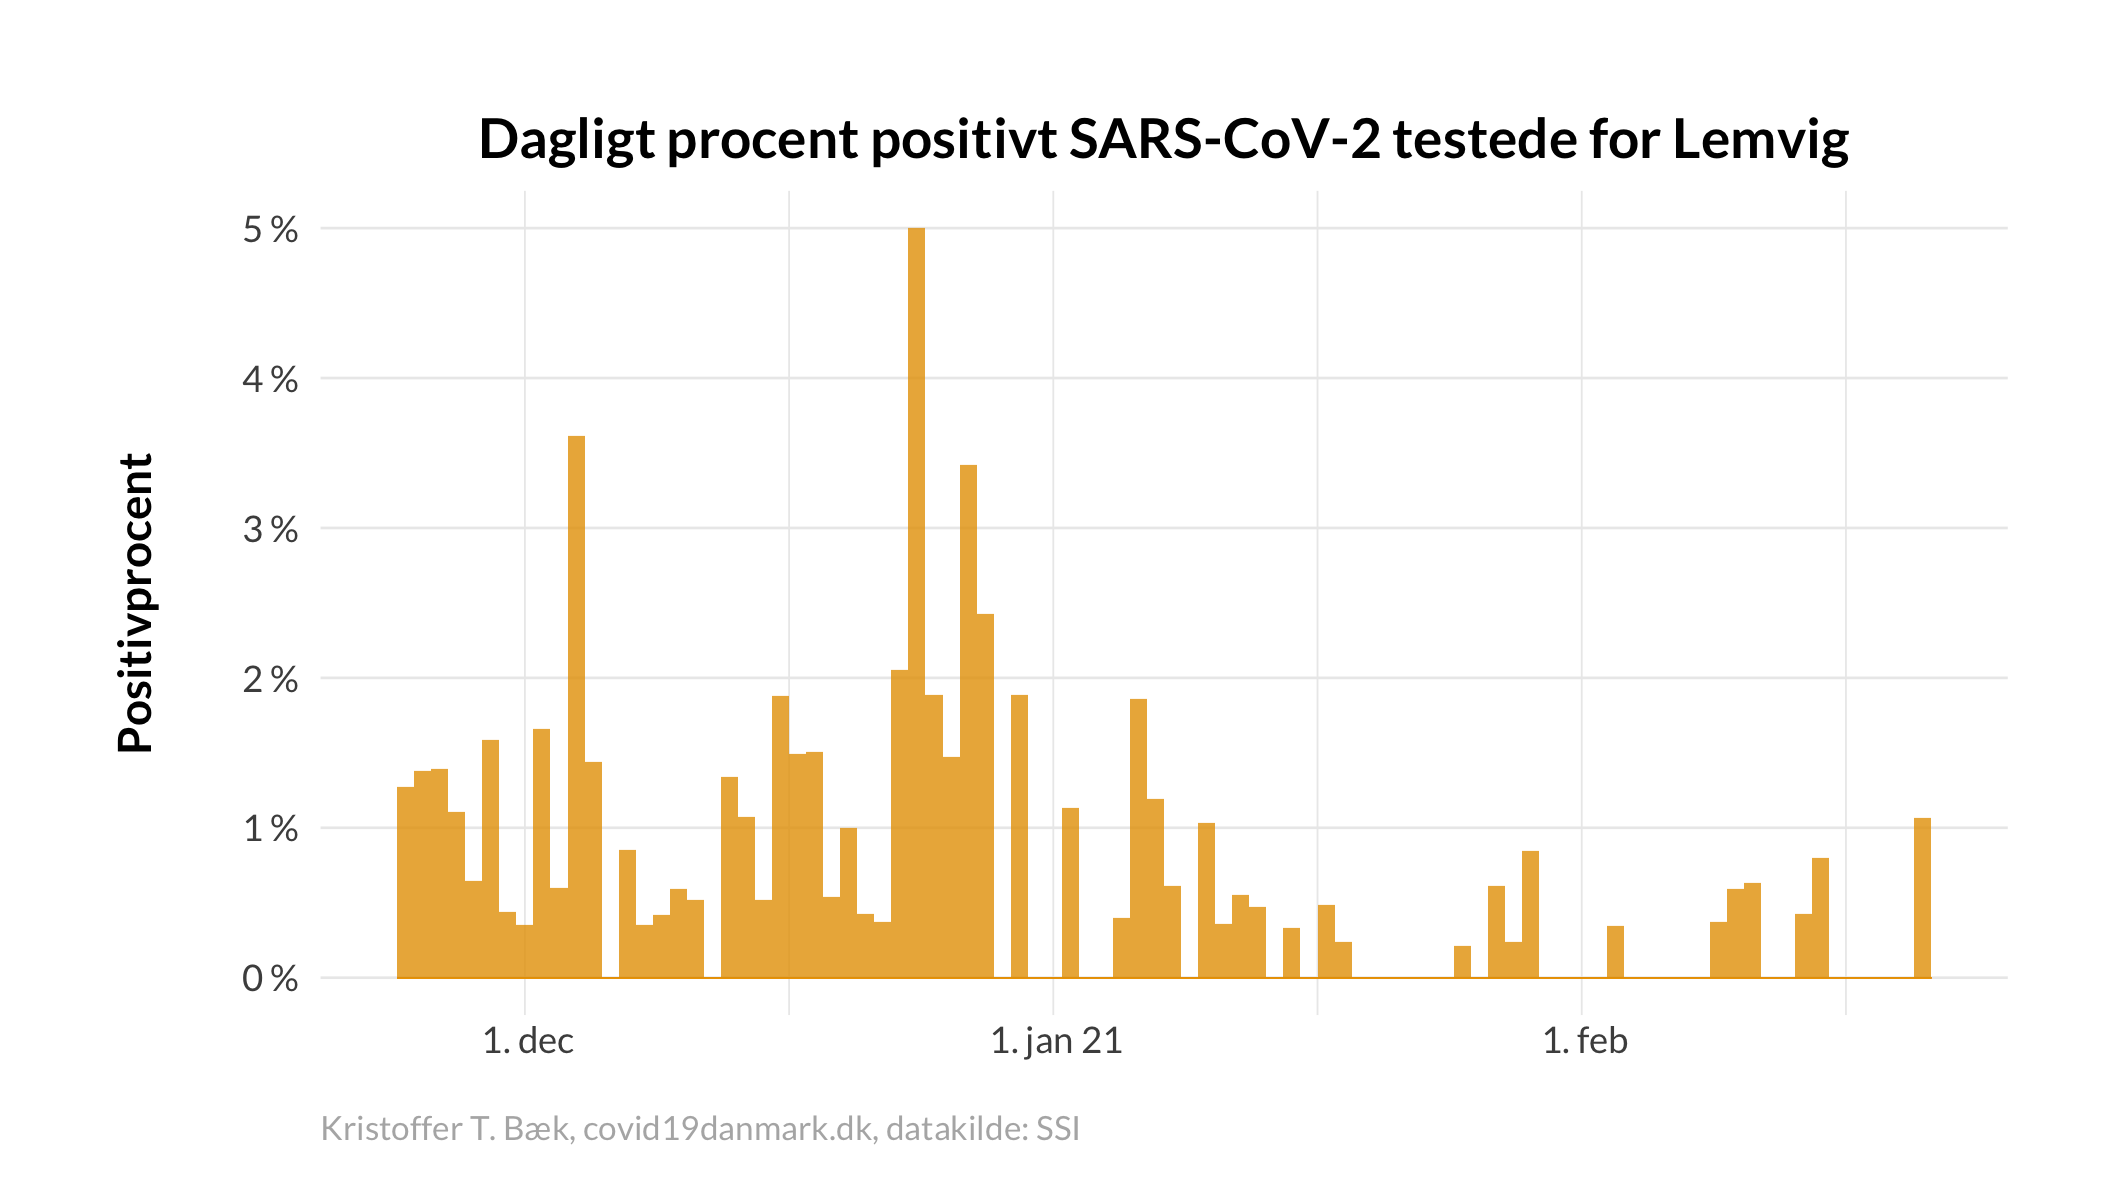 Dagligt procent positivt SARS-CoV-2 testede for Lemvig
Positivprocent
5 %
4 %
3 %
2 %
1 %
0 %
1. dec
1. jan 21
1. feb
Kristoffer T. Bæk, covid19danmark.dk, datakilde: SSI